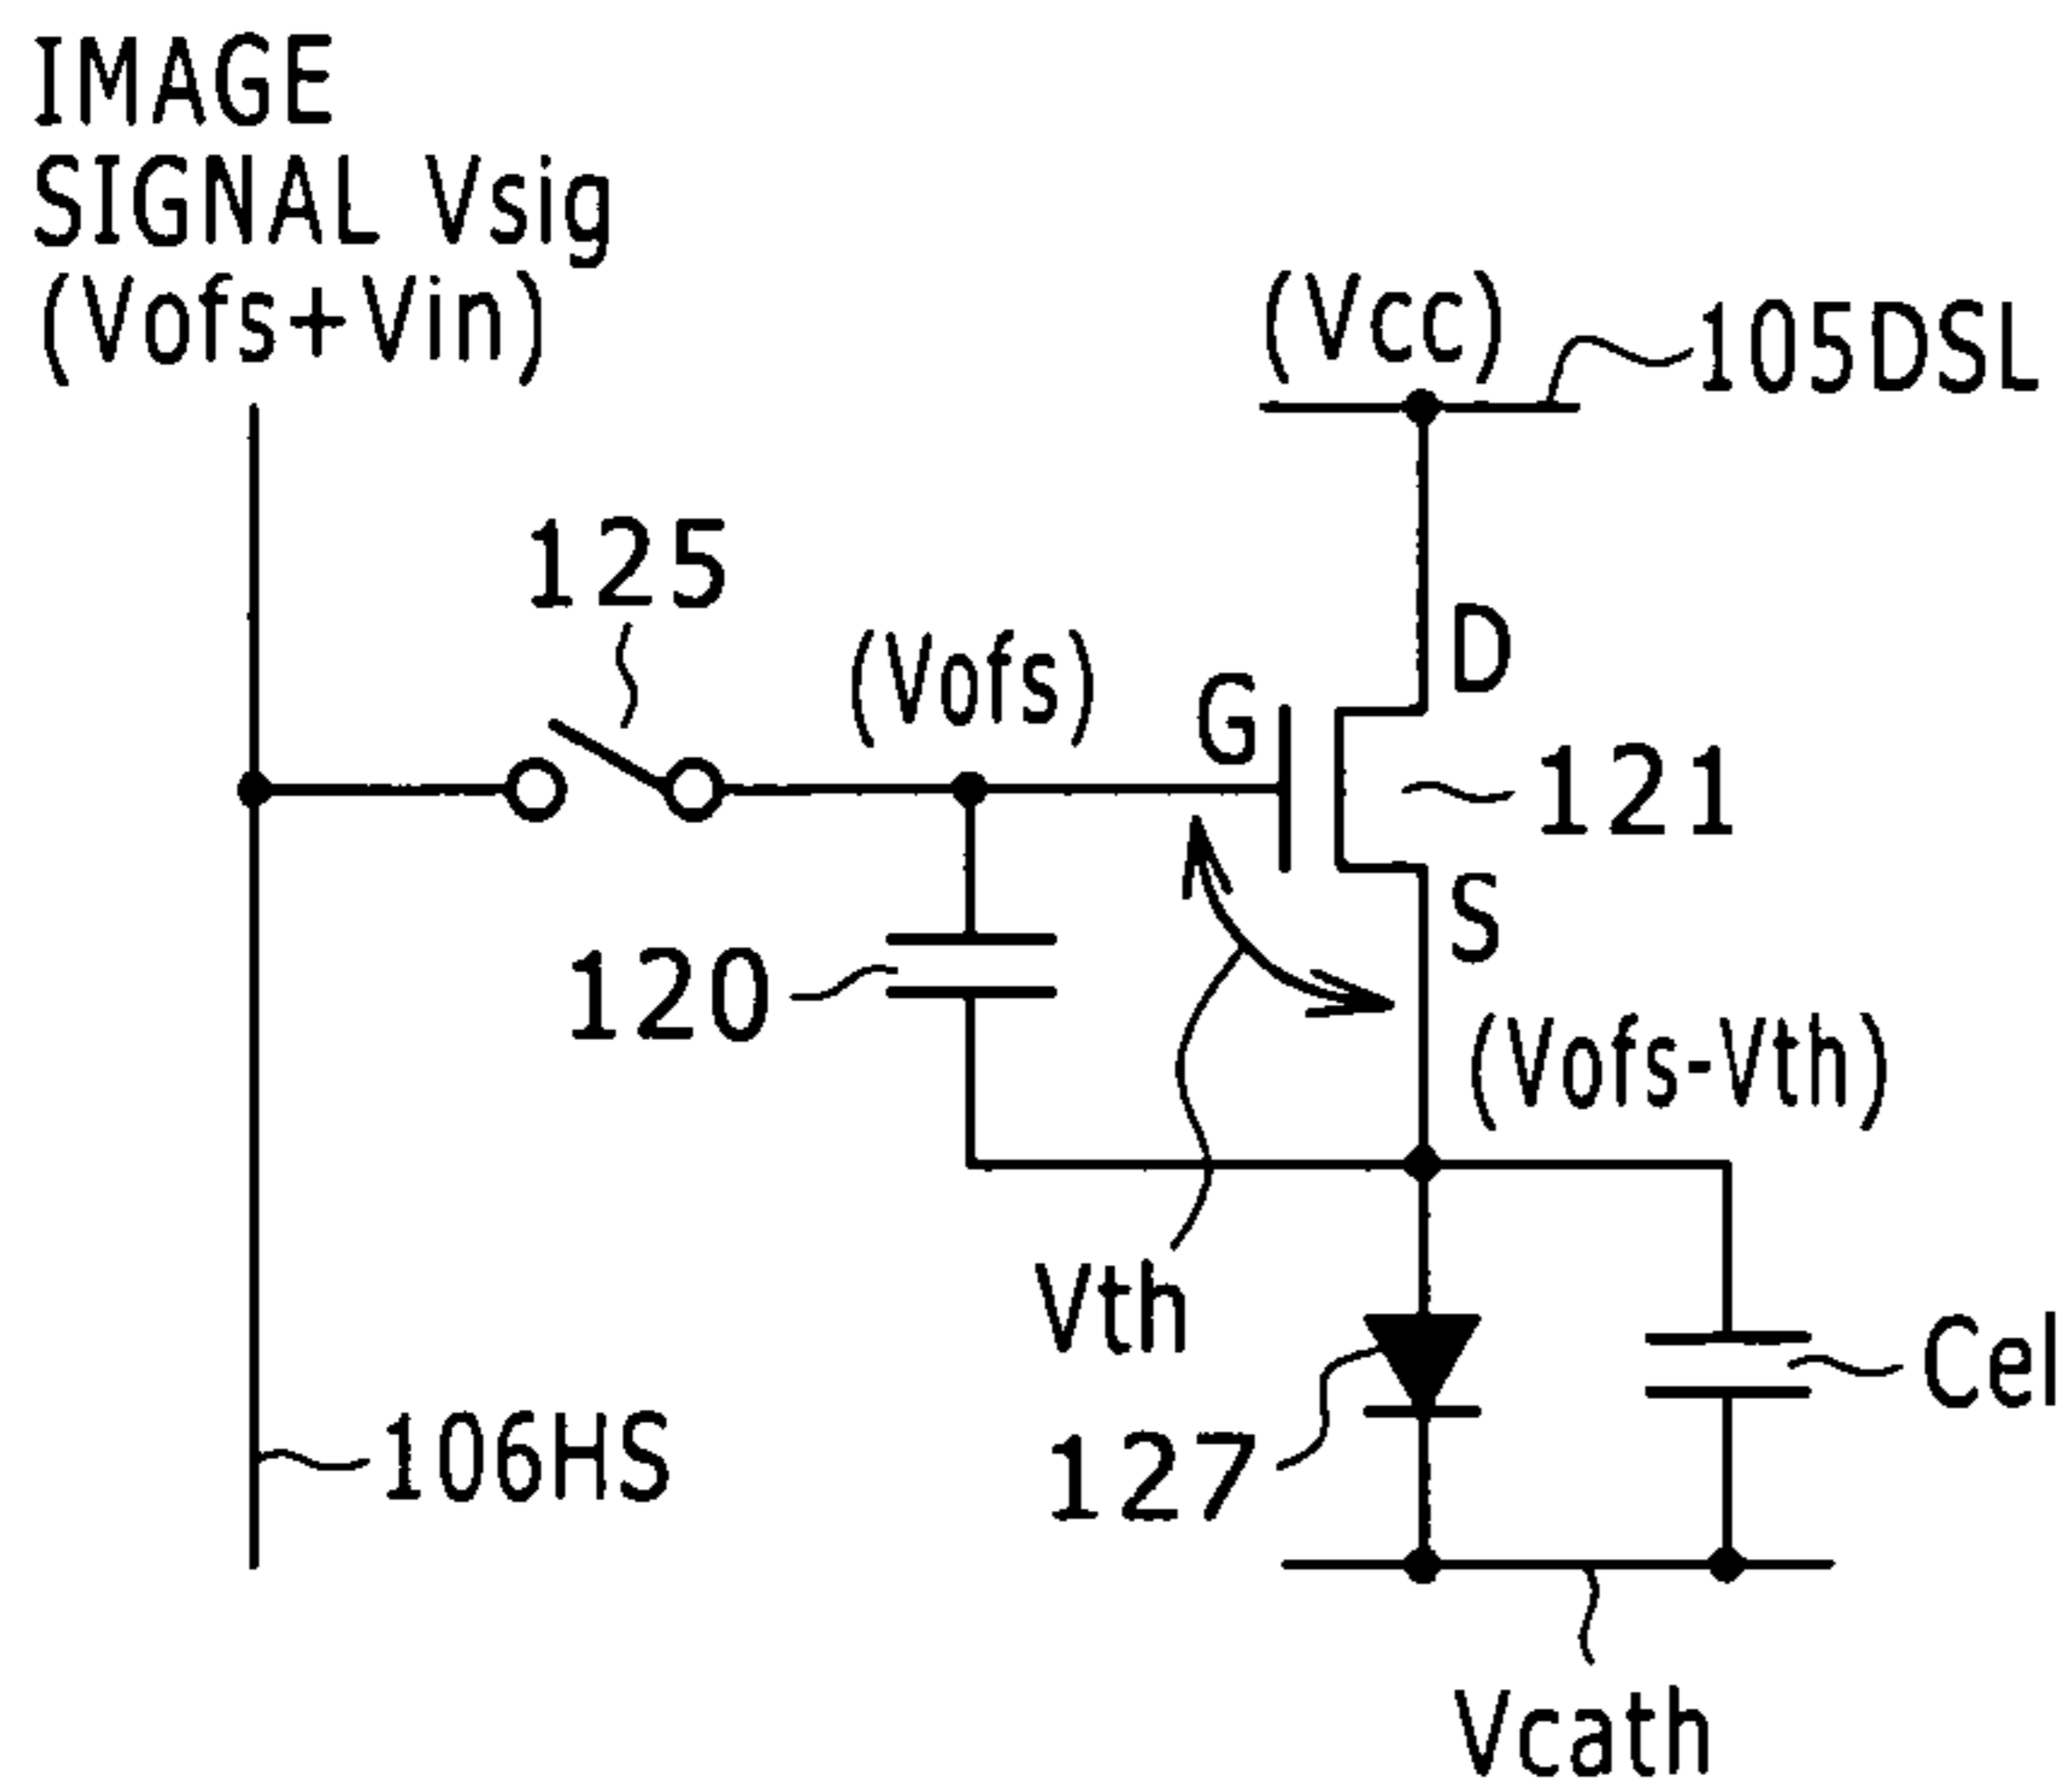 IMAGE
SIGNAL Vsig
(Vofs+Vin)
(Vcc)
105DSL
125
(Vofs)
D
G
121
S
120
(Vofs-Vth)
Vth
Cel
127
106HS
Vcath